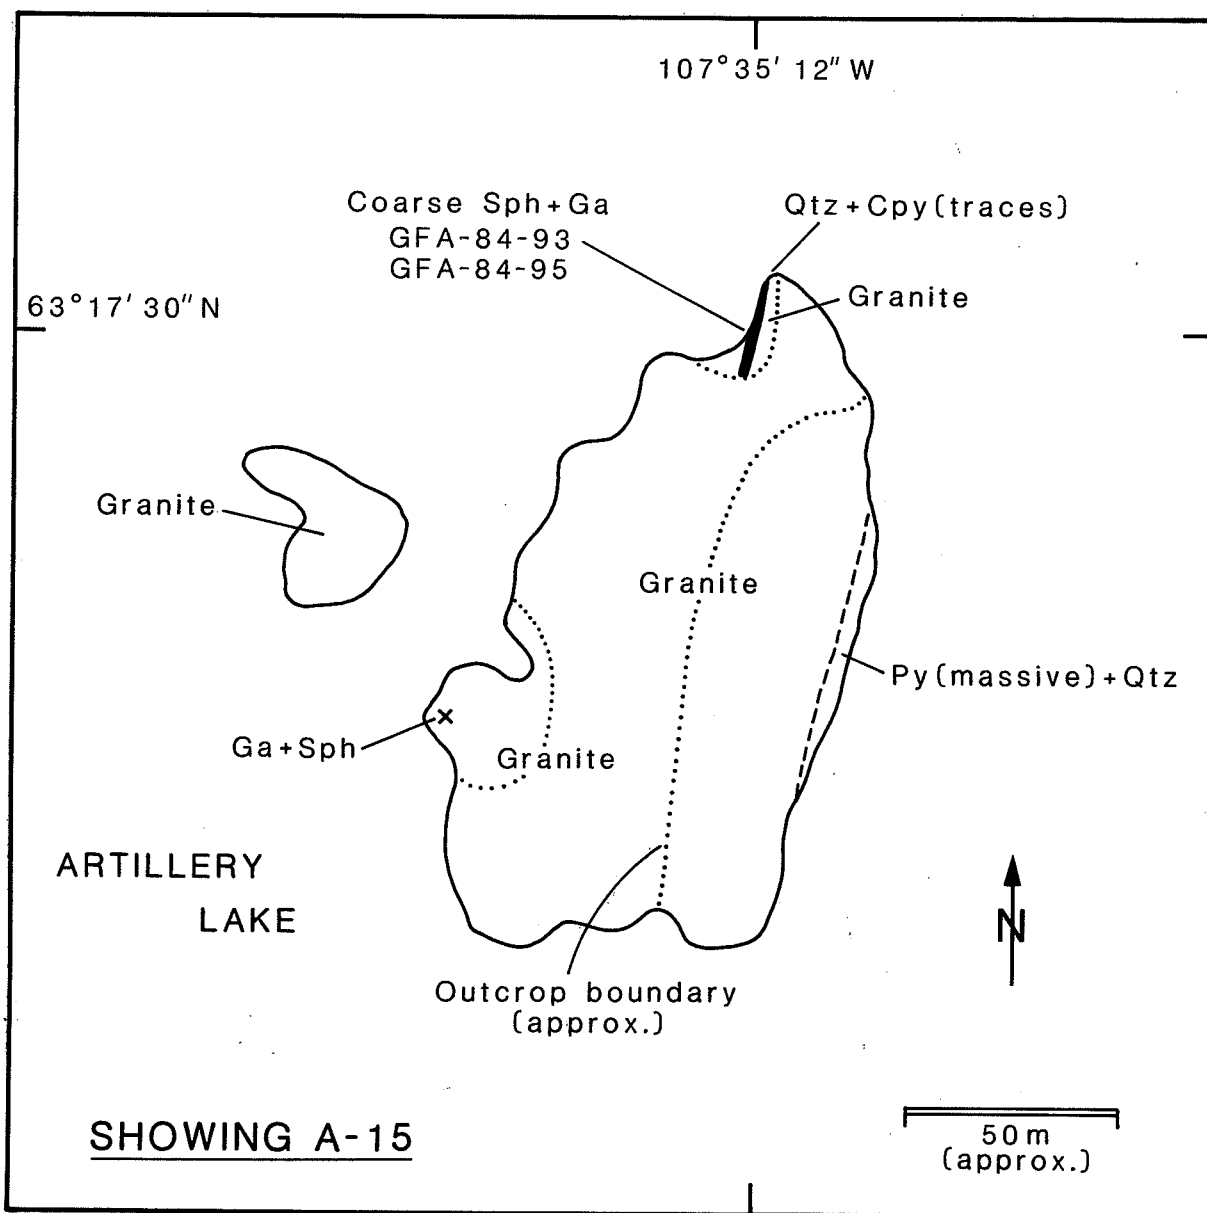 107°35' 12" W
Coarse Sph+Ga
GFA-84-93
GFA-84-95
Qtz+Cpy(traces)
63°17' 30" N
Granite
Granite
Granite
Py(massive)+Qtz
Ga+Sph
Granite
ARTILLERY
LAKE
N
Outcrop boundary
(approx.)
SHOWING A-15
50m
(approx.)